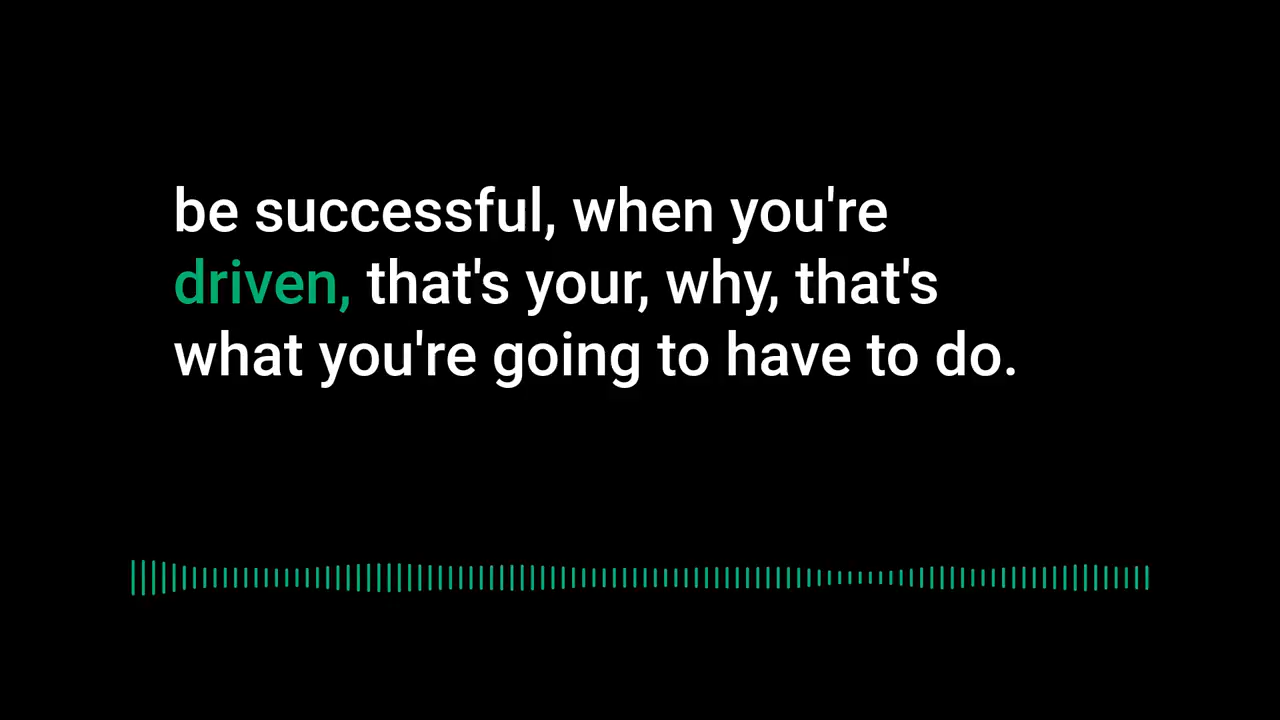 be successful, when you're
driven, that's your, why, that's
what you're going to have to do.